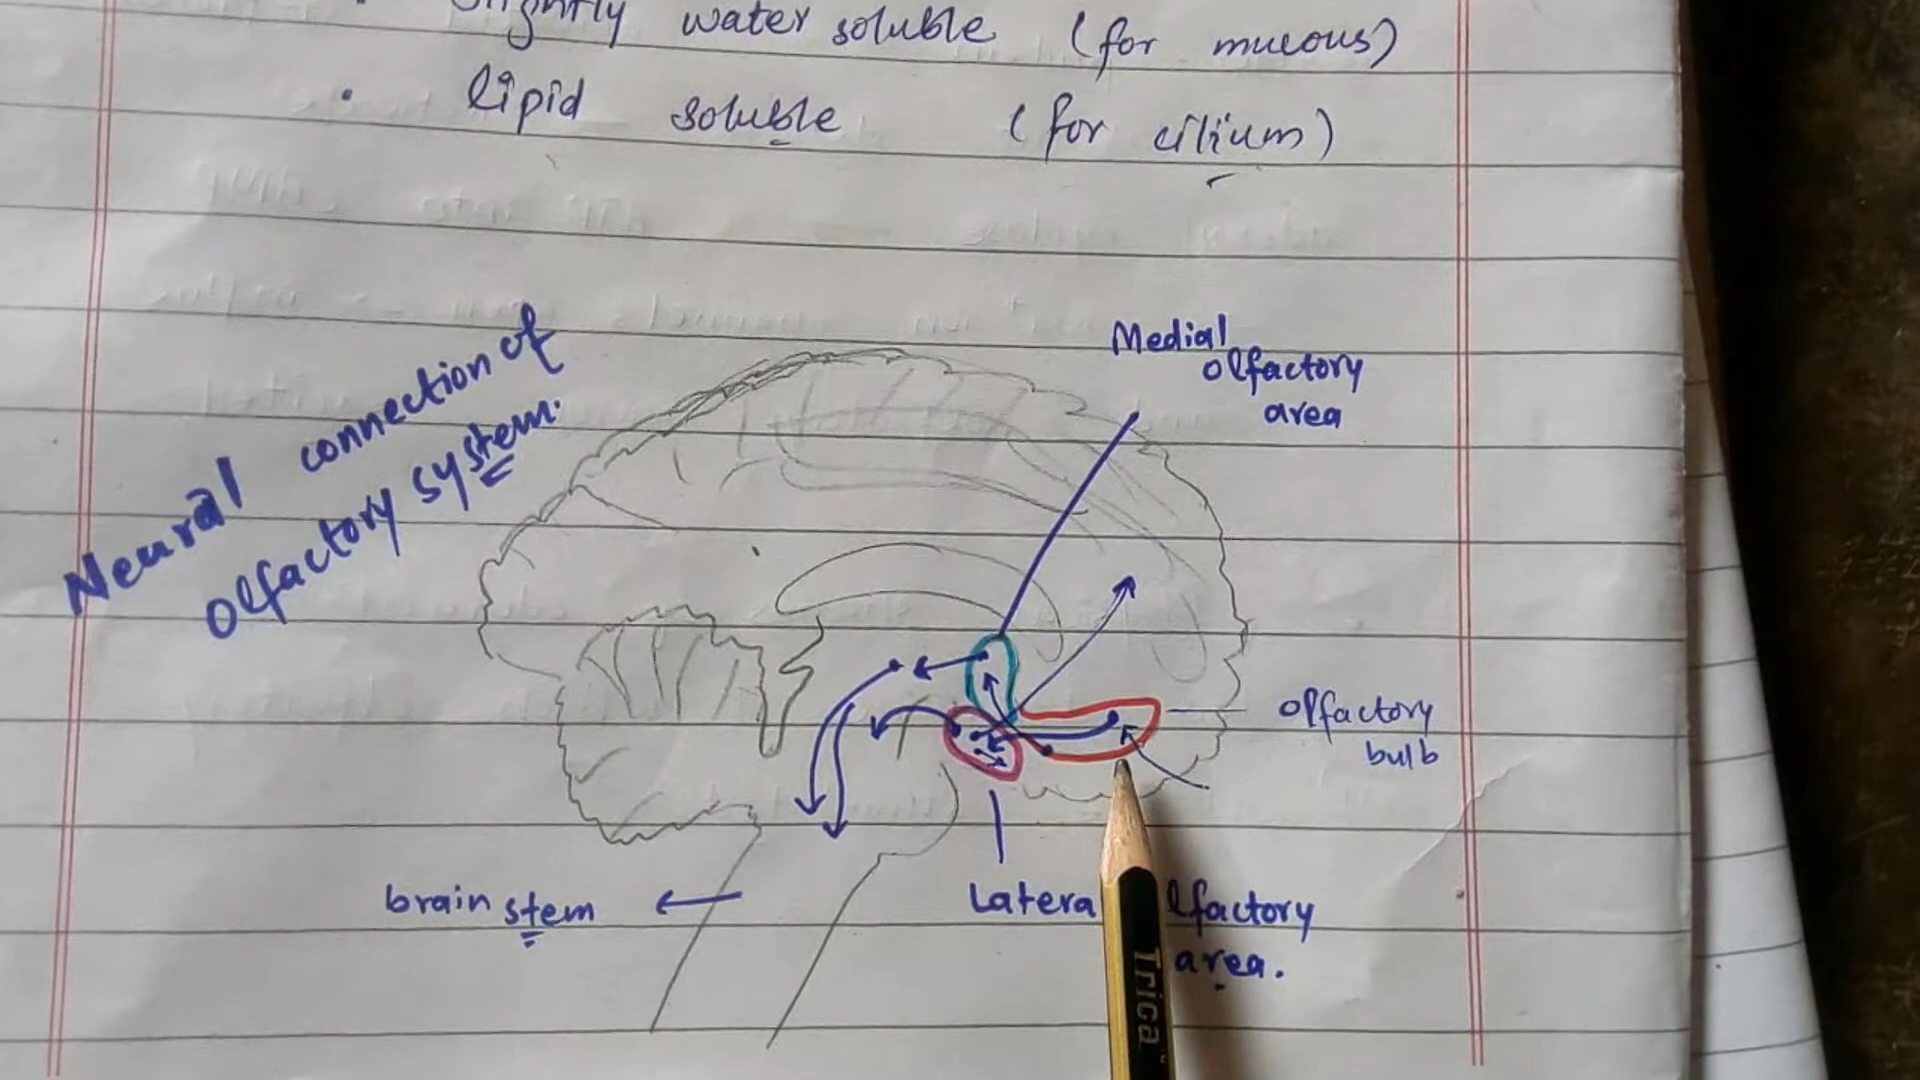 slightly water soluble (for mucous)
• lipid soluble (for cilium)
Neural connection of
olfactory system.
Medial
olfactory
area
olfactory
bulb
brain stem
Latera lfactory
area.
Trica